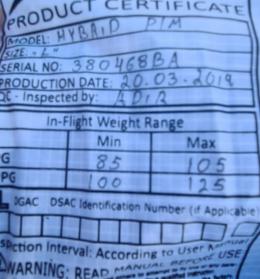 PRODUCT CERTIFICATE
MODEL: HYBRID PIM
SIZE: "L"
SERIAL NO: 380468BA
PRODUCTION DATE: 20.03-2019
QC - Inspected by: ADIR
In-Flight Weight Range
Min Max
PG 85 105
PPG 100 125
DGAC DSAC Identification Number (if Applicable)
Inspection Interval: According to User Manual
WARNING: READ MANUAL BEFORE USE